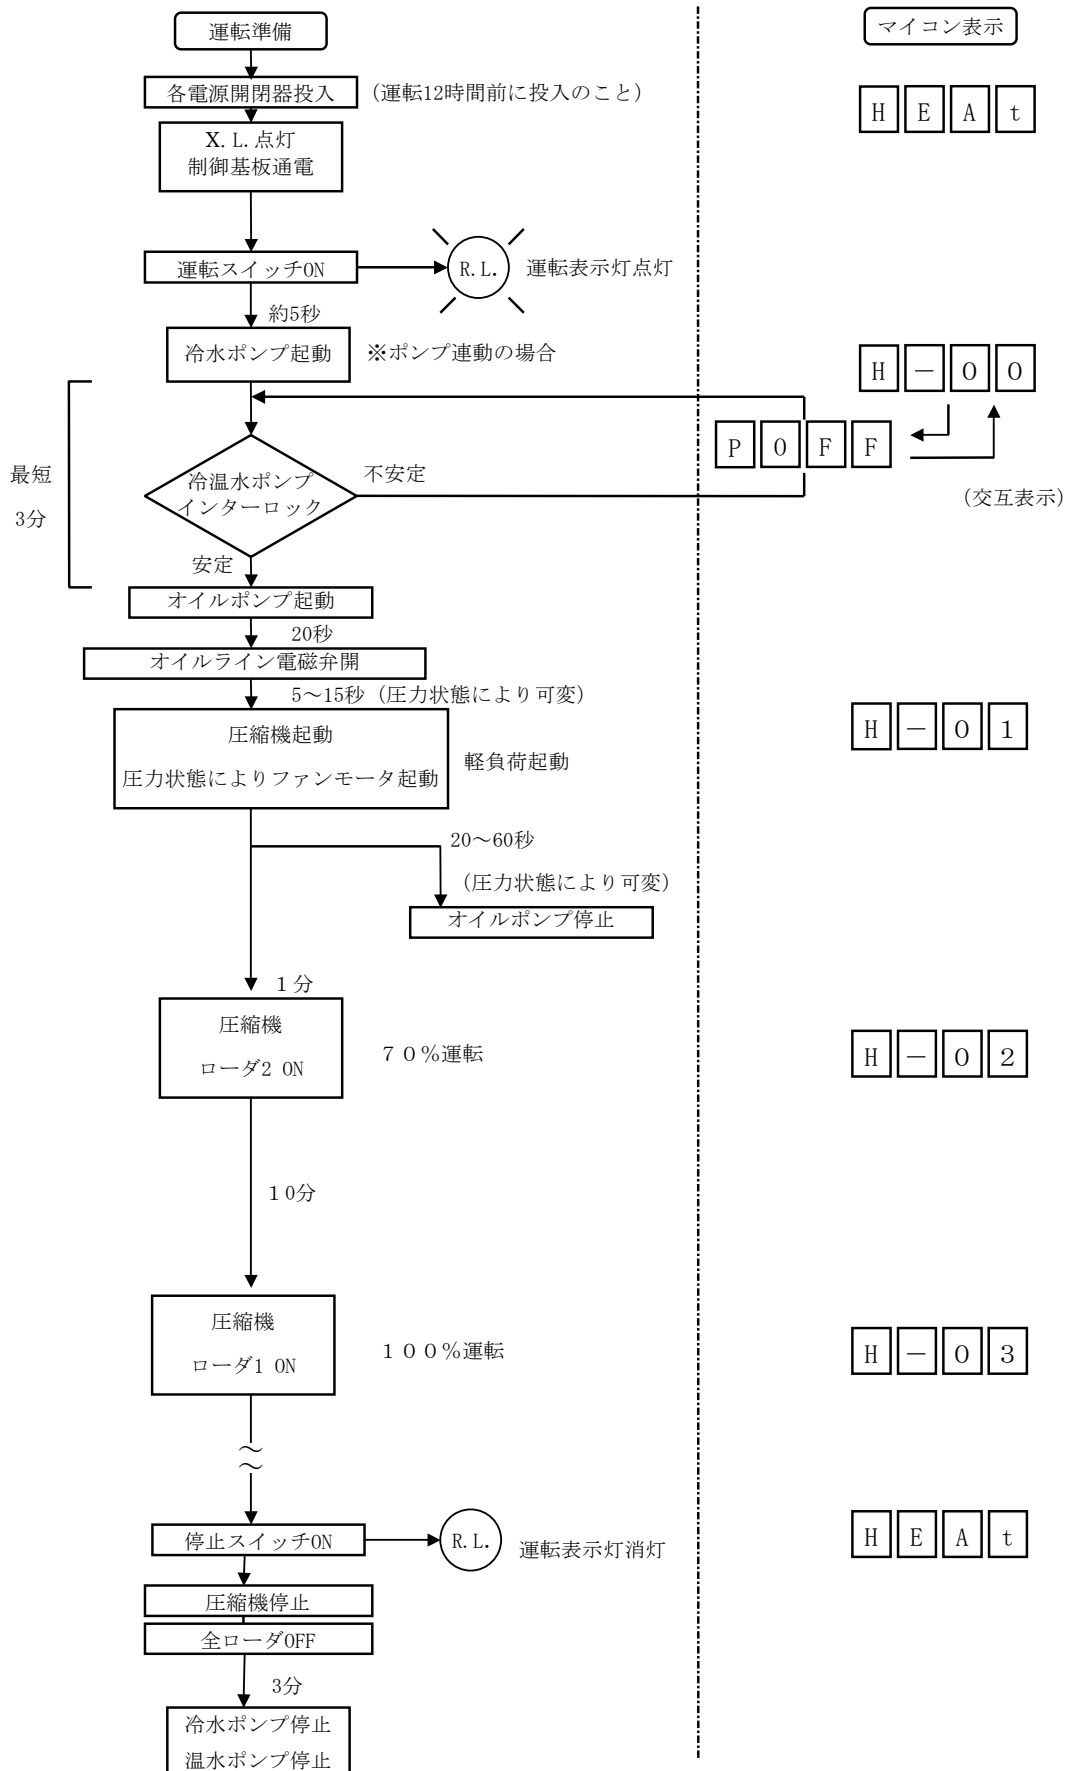 運転準備
マイコン表示
各電源開閉器投入 (運転12時間前に投入のこと)
HEAt
X.L.点灯
制御基板通電
運転スイッチON
R.L.
運転表示灯点灯
約5秒
冷水ポンプ起動
※ポンプ連動の場合
H－00
POFF
(交互表示)
最短
3分
冷温水ポンプ
インターロック
不安定
安定
オイルポンプ起動
20秒
オイルライン電磁弁開
5～15秒 (圧力状態により可変)
圧縮機起動
圧力状態によりファンモータ起動
軽負荷起動
H－01
20～60秒
(圧力状態により可変)
オイルポンプ停止
１分
圧縮機
ローダ2 ON
７０％運転
H－02
１0分
圧縮機
ローダ1 ON
１００％運転
H－03
～
～
停止スイッチON
R.L.
運転表示灯消灯
HEAt
圧縮機停止
全ローダOFF
3分
冷水ポンプ停止
温水ポンプ停止